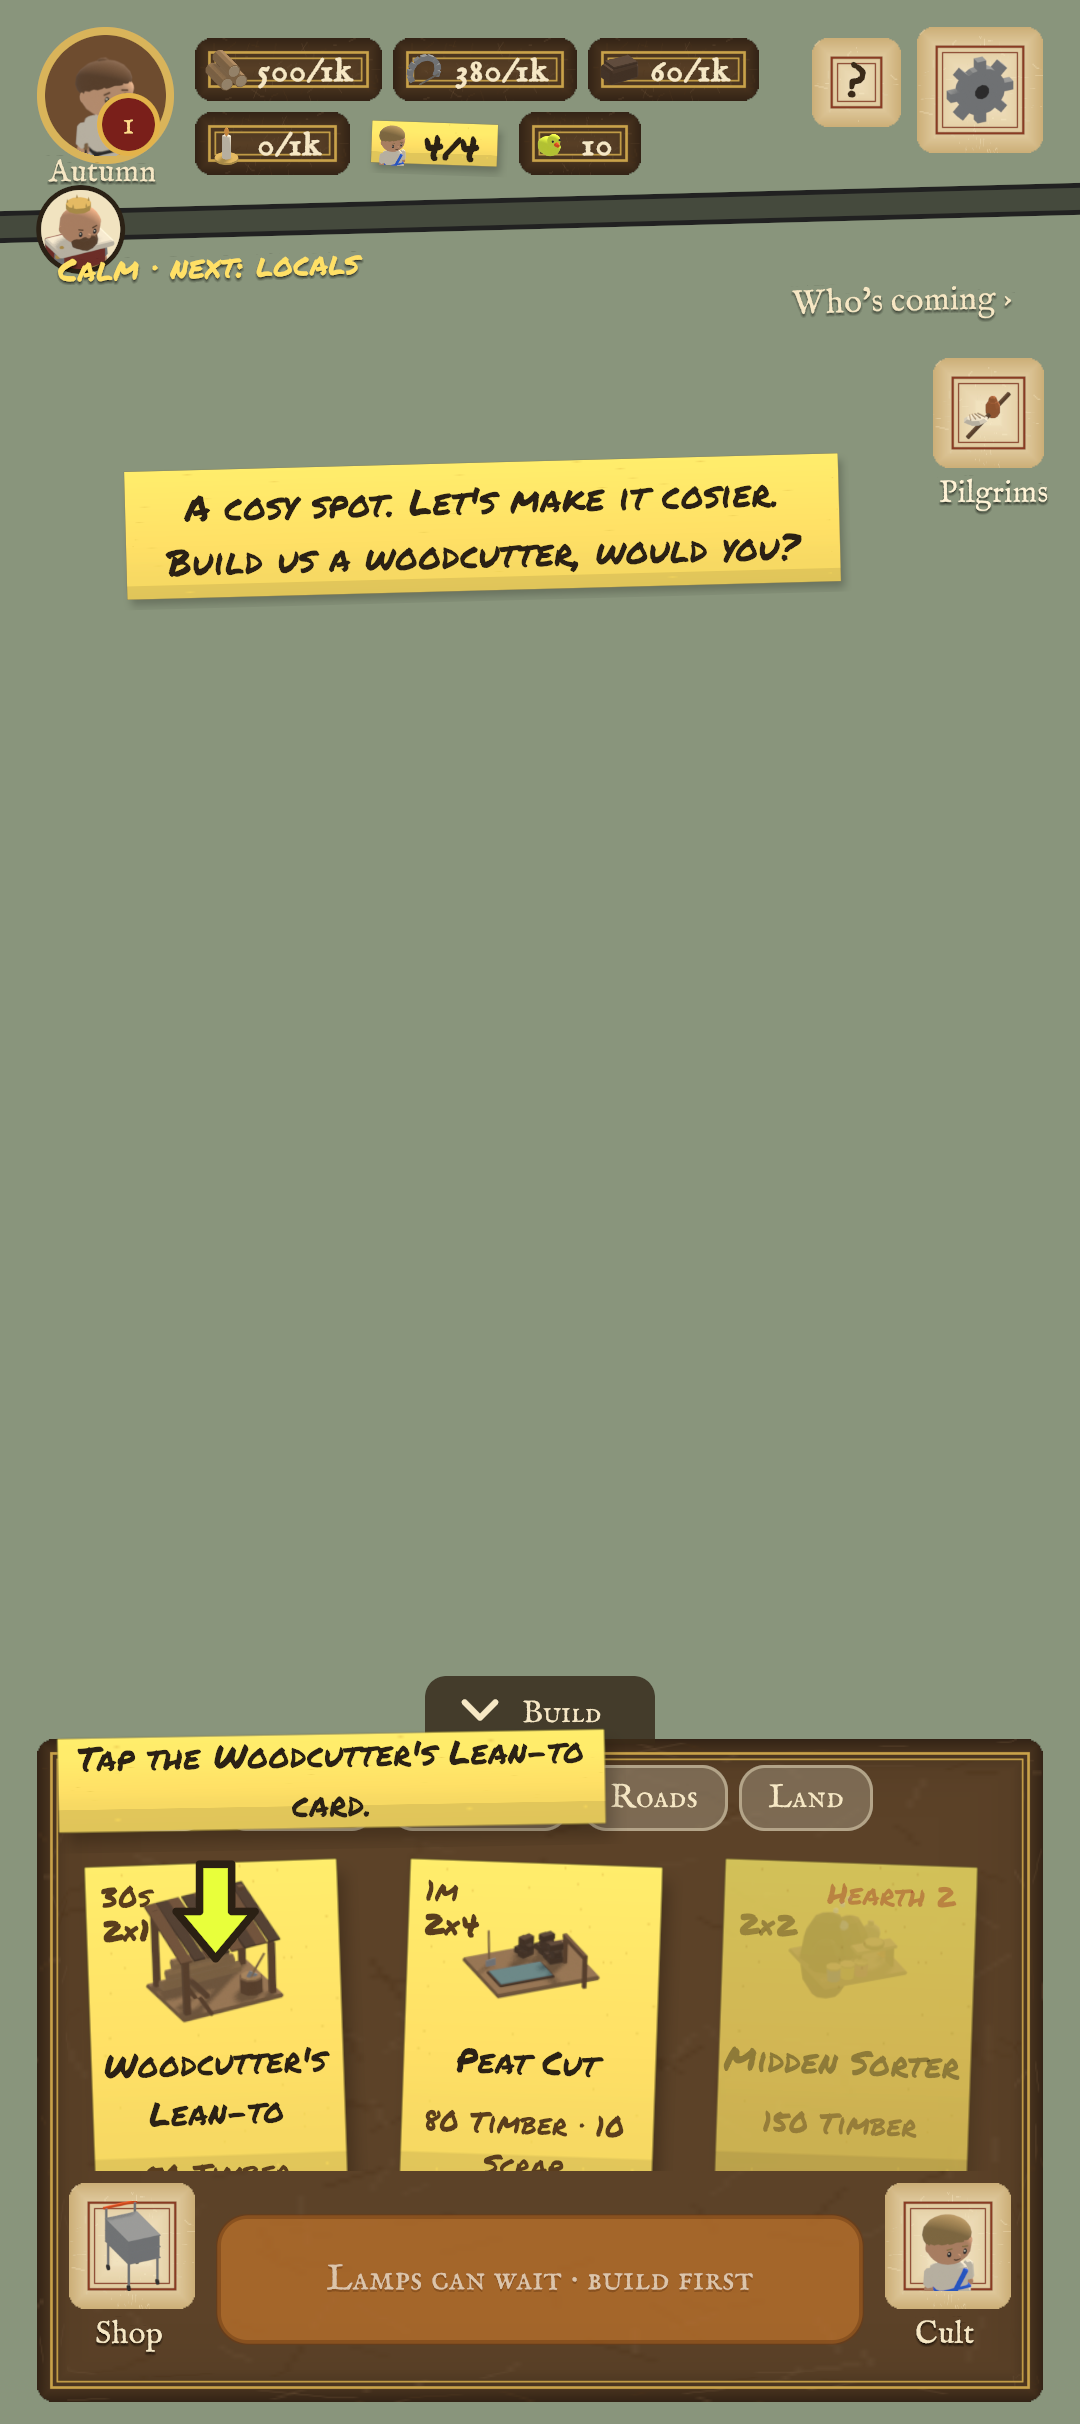 500/1k
380/1k
60/1k
?
1
0/1k
4/4
10
Autumn
Calm · next: locals
Who's coming ›
Pilgrims
A cosy spot. Let's make it cosier.
Build us a woodcutter, would you?
Build
Tap the Woodcutter's Lean-to
card.
Roads
Land
30s
2x1
Woodcutter's
Lean-to
1m
2x4
Peat Cut
80 Timber · 10
Scrap
Hearth 2
2x2
Midden Sorter
150 Timber
Timber
Shop
Lamps can wait · build first
Cult